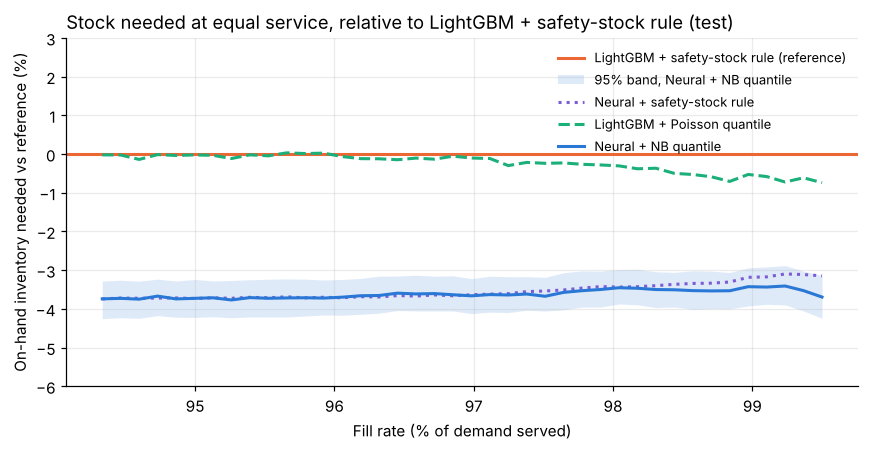 Stock needed at equal service, relative to LightGBM + safety-stock rule (test)
On-hand inventory needed vs reference (%)
3
2
1
0
−1
−2
−3
−4
−5
−6
LightGBM + safety-stock rule (reference)
95% band, Neural + NB quantile
Neural + safety-stock rule
LightGBM + Poisson quantile
Neural + NB quantile
95
96
97
98
99
Fill rate (% of demand served)